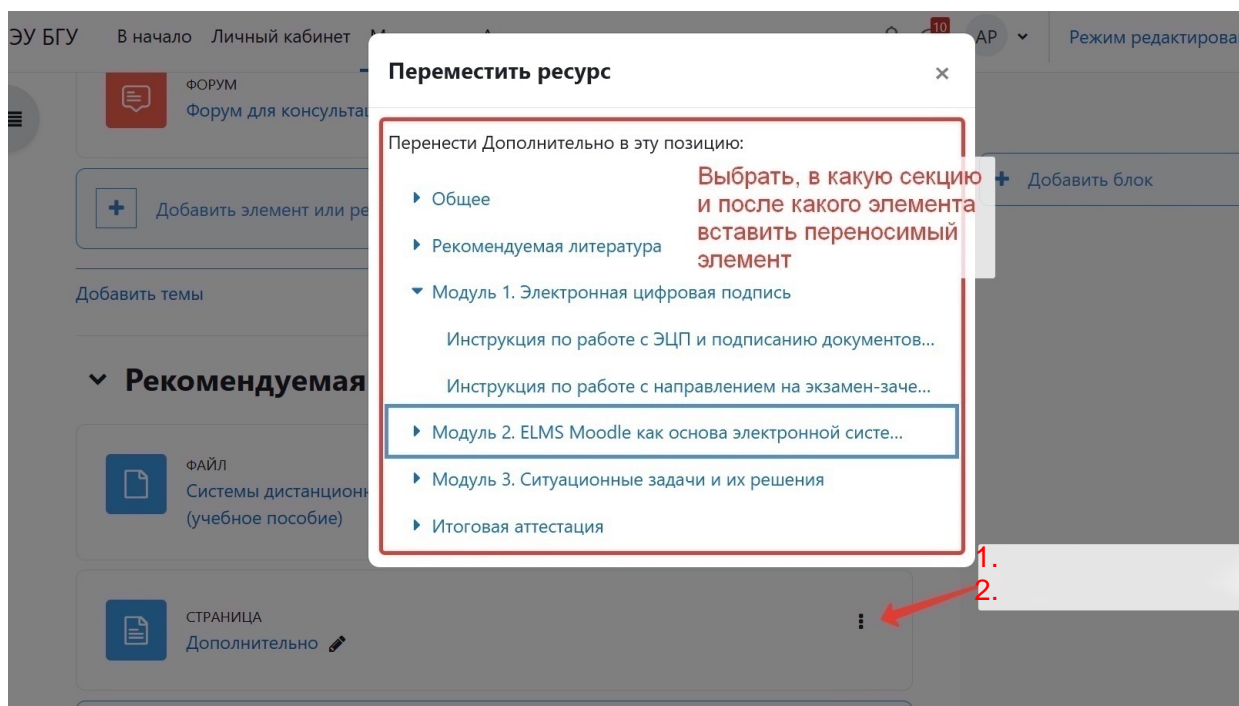 ЭУ БГУ В начало Личный кабинет
10
АР
Режим редактирова
ФОРУМ
Форум для консультац
Добавить элемент или ре
Добавить темы
Рекомендуемая
ФАЙЛ
Системы дистанционн
(учебное пособие)
СТРАНИЦА
Дополнительно
Переместить ресурс
×
Перенести Дополнительно в эту позицию:
Общее
Рекомендуемая литература
Модуль 1. Электронная цифровая подпись
Инструкция по работе с ЭЦП и подписанию документов...
Инструкция по работе с направлением на экзамен-заче...
Модуль 2. ELMS Moodle как основа электронной систе...
Модуль 3. Ситуационные задачи и их решения
Итоговая аттестация
Выбрать, в какую секцию
и после какого элемента
вставить переносимый
элемент
Добавить блок
1.
2.